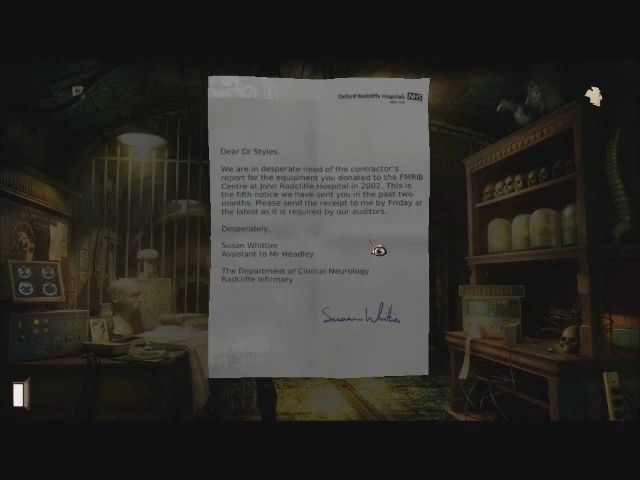 Oxford Radcliffe Hospitals NHS
Dear Dr Styles,
We are in desperate need of the contractor's
report for the equipment you donated to the FMRIB
Centre at John Radcliffe Hospital in 2002. This is
the fifth notice we have sent you in the past two
months. Please send the receipt to me by Friday at
the latest as it is required by our auditors.
Desperately,
Susan Whittier
Assistant to Mr Headley
The Department of Clinical Neurology
Radcliffe Infirmary
Susan Whittier